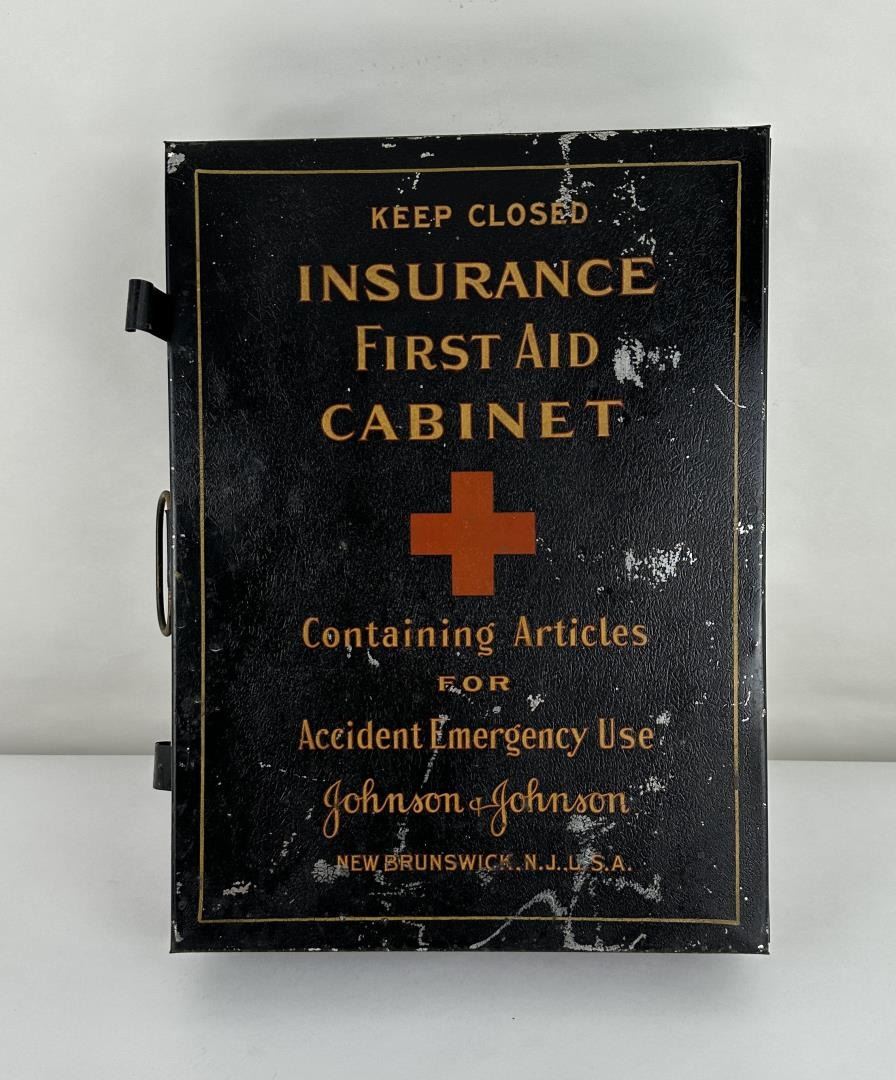 KEEP CLOSED
INSURANCE
FIRST AID
CABINET
Containing Articles
FOR
Accident Emergency Use
Johnson & Johnson
NEW BRUNSWICK. N. J., U. S. A.